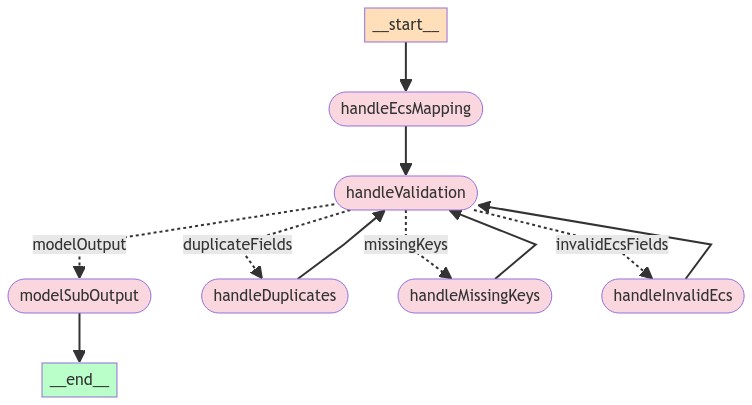 __start__
handleEcsMapping
handleValidation
modelOutput
duplicateFields
missingKeys
invalidEcsFields
modelSubOutput
handleDuplicates
handleMissingKeys
handleInvalidEcs
__end__